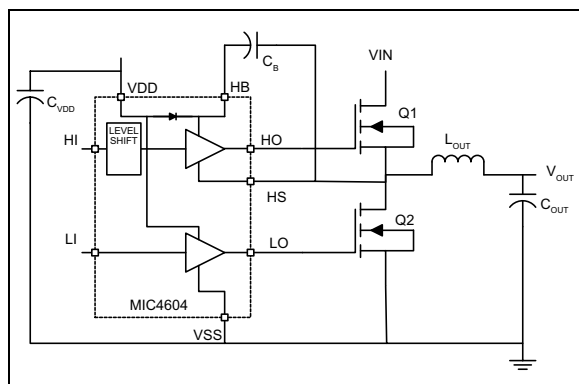 C_B
VIN
VDD
HB
C_VDD
Q1
HI
LEVEL
SHIFT
HO
L_OUT
V_OUT
HS
C_OUT
Q2
LI
LO
MIC4604
VSS